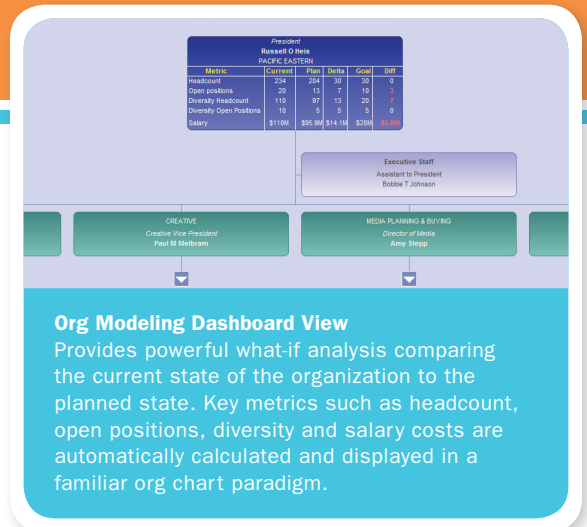 President
Russell O Heis
PACIFIC EASTERN
Metric Current Plan Delta Goal Diff
Headcount 234 204 30 30 0
Open positions 20 13 7 10 3
Diversity Headcount 110 97 13 20 7
Diversity Open Positions 10 5 5 5 0
Salary $110M $95.9M $14.1M $20M $5.9M
Executive Staff
Assistant to President
Bobbie T Johnson
CREATIVE
Creative Vice President
Paul M Melbram
MEDIA PLANNING & BUYING
Director of Media
Amy Stepp
Org Modeling Dashboard View
Provides powerful what-if analysis comparing
the current state of the organization to the
planned state. Key metrics such as headcount,
open positions, diversity and salary costs are
automatically calculated and displayed in a
familiar org chart paradigm.